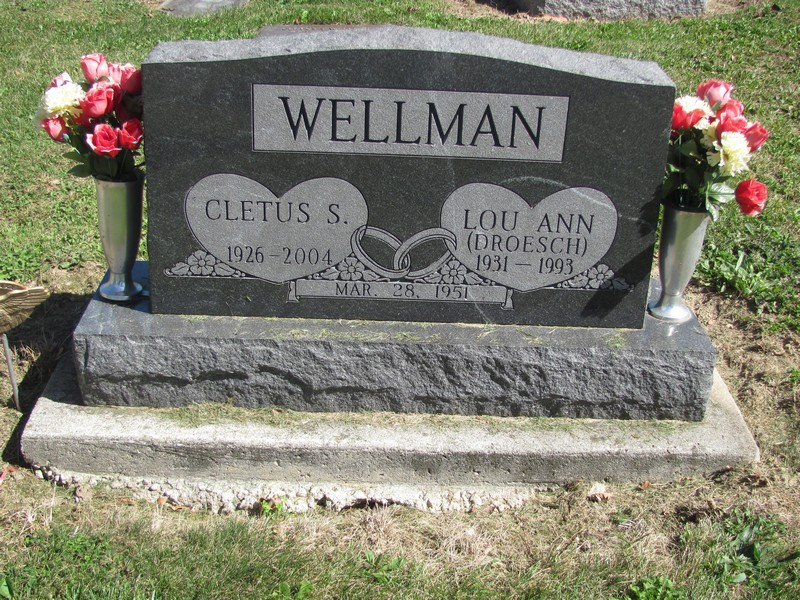 WELLMAN
CLETUS S.
1926-2004
LOU ANN
(DROESCH)
1931-1993
MAR. 28, 1951